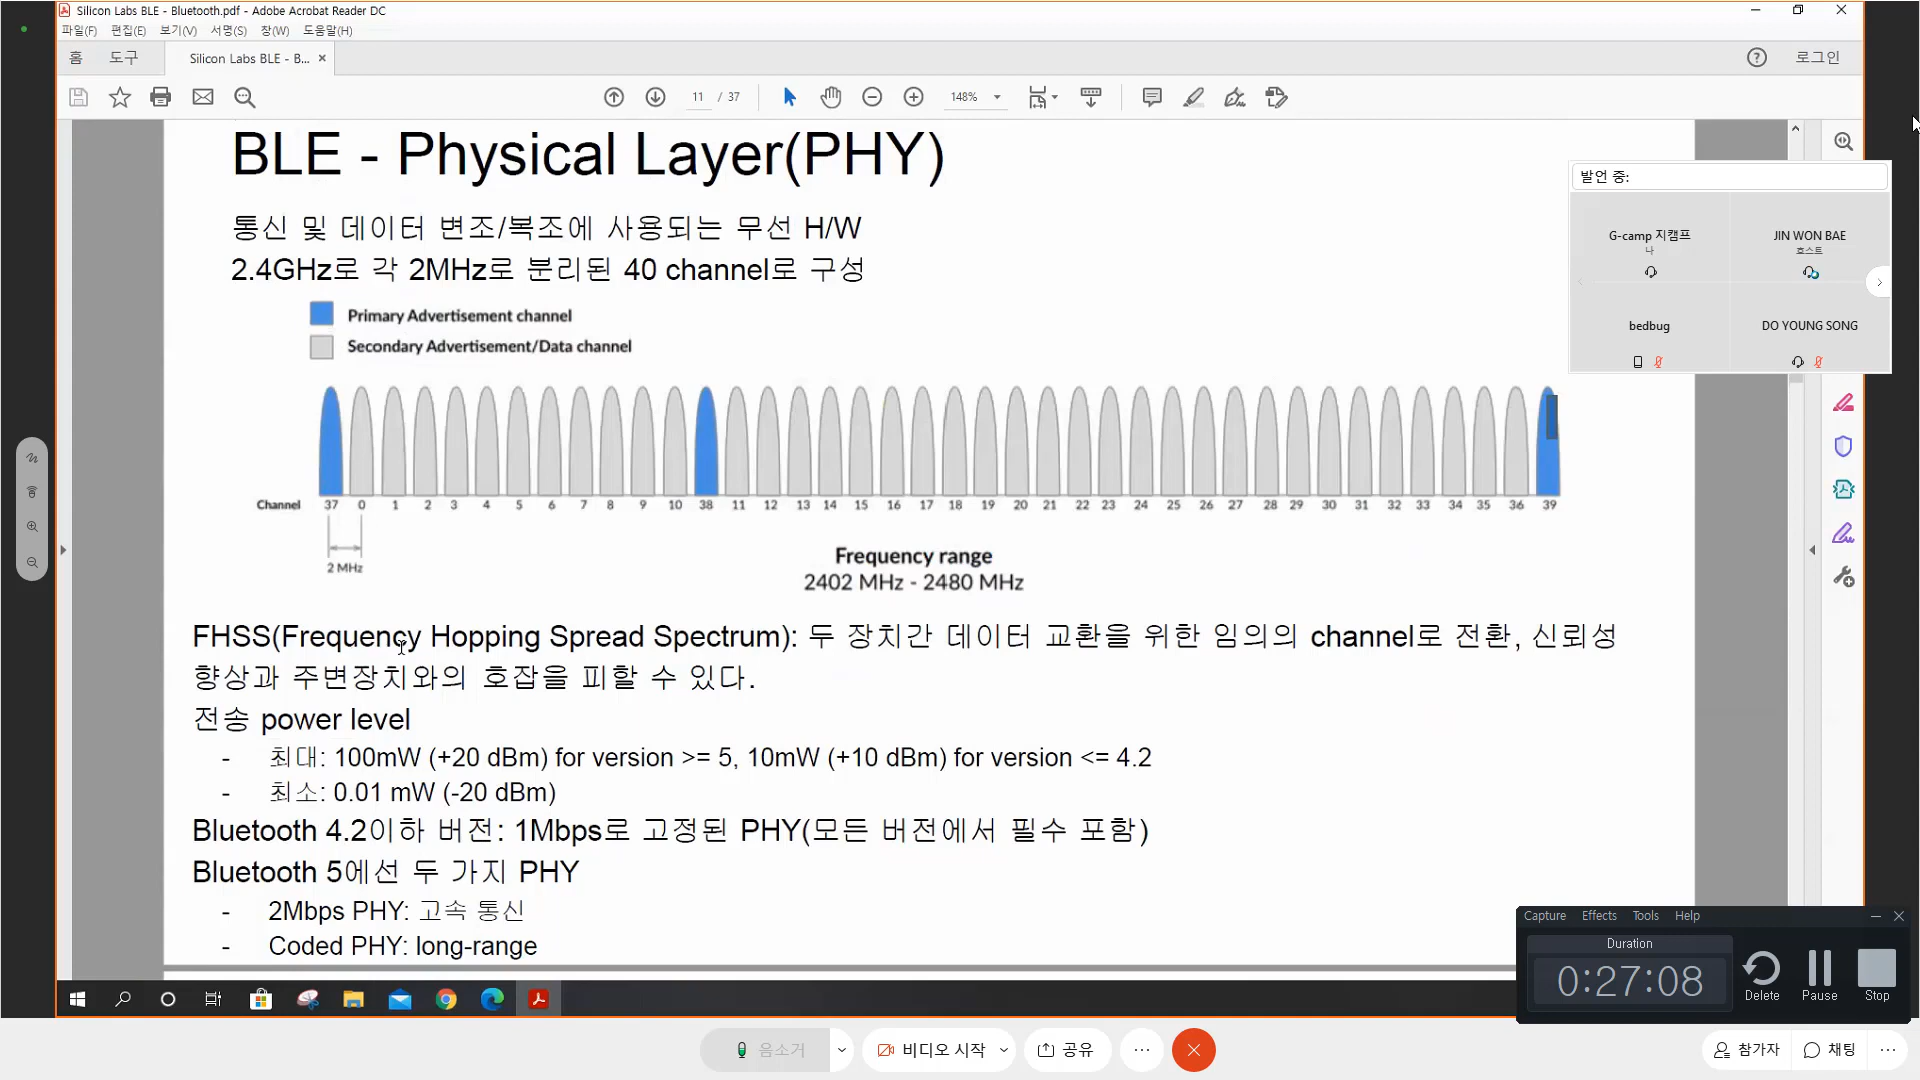 Silicon Labs BLE - Bluetooth.pdf - Adobe Acrobat Reader DC
파일(F) 편집(E) 보기(V) 서명(S) 창(W) 도움말(H)
홈 도구 Silicon Labs BLE - B... × 로그인
11 / 37 148%
BLE - Physical Layer(PHY)
통신 및 데이터 변조/복조에 사용되는 무선 H/W
2.4GHz로 각 2MHz로 분리된 40 channel로 구성
Primary Advertisement channel
Secondary Advertisement/Data channel
Channel 37 0 1 2 3 4 5 6 7 8 9 10 38 11 12 13 14 15 16 17 18 19 20 21 22 23 24 25 26 27 28 29 30 31 32 33 34 35 36 39
2 MHz
Frequency range
2402 MHz - 2480 MHz
FHSS(Frequency Hopping Spread Spectrum): 두 장치간 데이터 교환을 위한 임의의 channel로 전환, 신뢰성
향상과 주변장치와의 호잡을 피할 수 있다.
전송 power level
- 최대: 100mW (+20 dBm) for version >= 5, 10mW (+10 dBm) for version <= 4.2
- 최소: 0.01 mW (-20 dBm)
Bluetooth 4.2이하 버전: 1Mbps로 고정된 PHY(모든 버전에서 필수 포함)
Bluetooth 5에선 두 가지 PHY
- 2Mbps PHY: 고속 통신
- Coded PHY: long-range
발언 중:
G-camp 지캠프 JIN WON BAE
나 호스트
bedbug DO YOUNG SONG
Capture Effects Tools Help
Duration
0:27:08
Delete Pause Stop
음소거 비디오 시작 공유 ... 참가자 채팅 ...